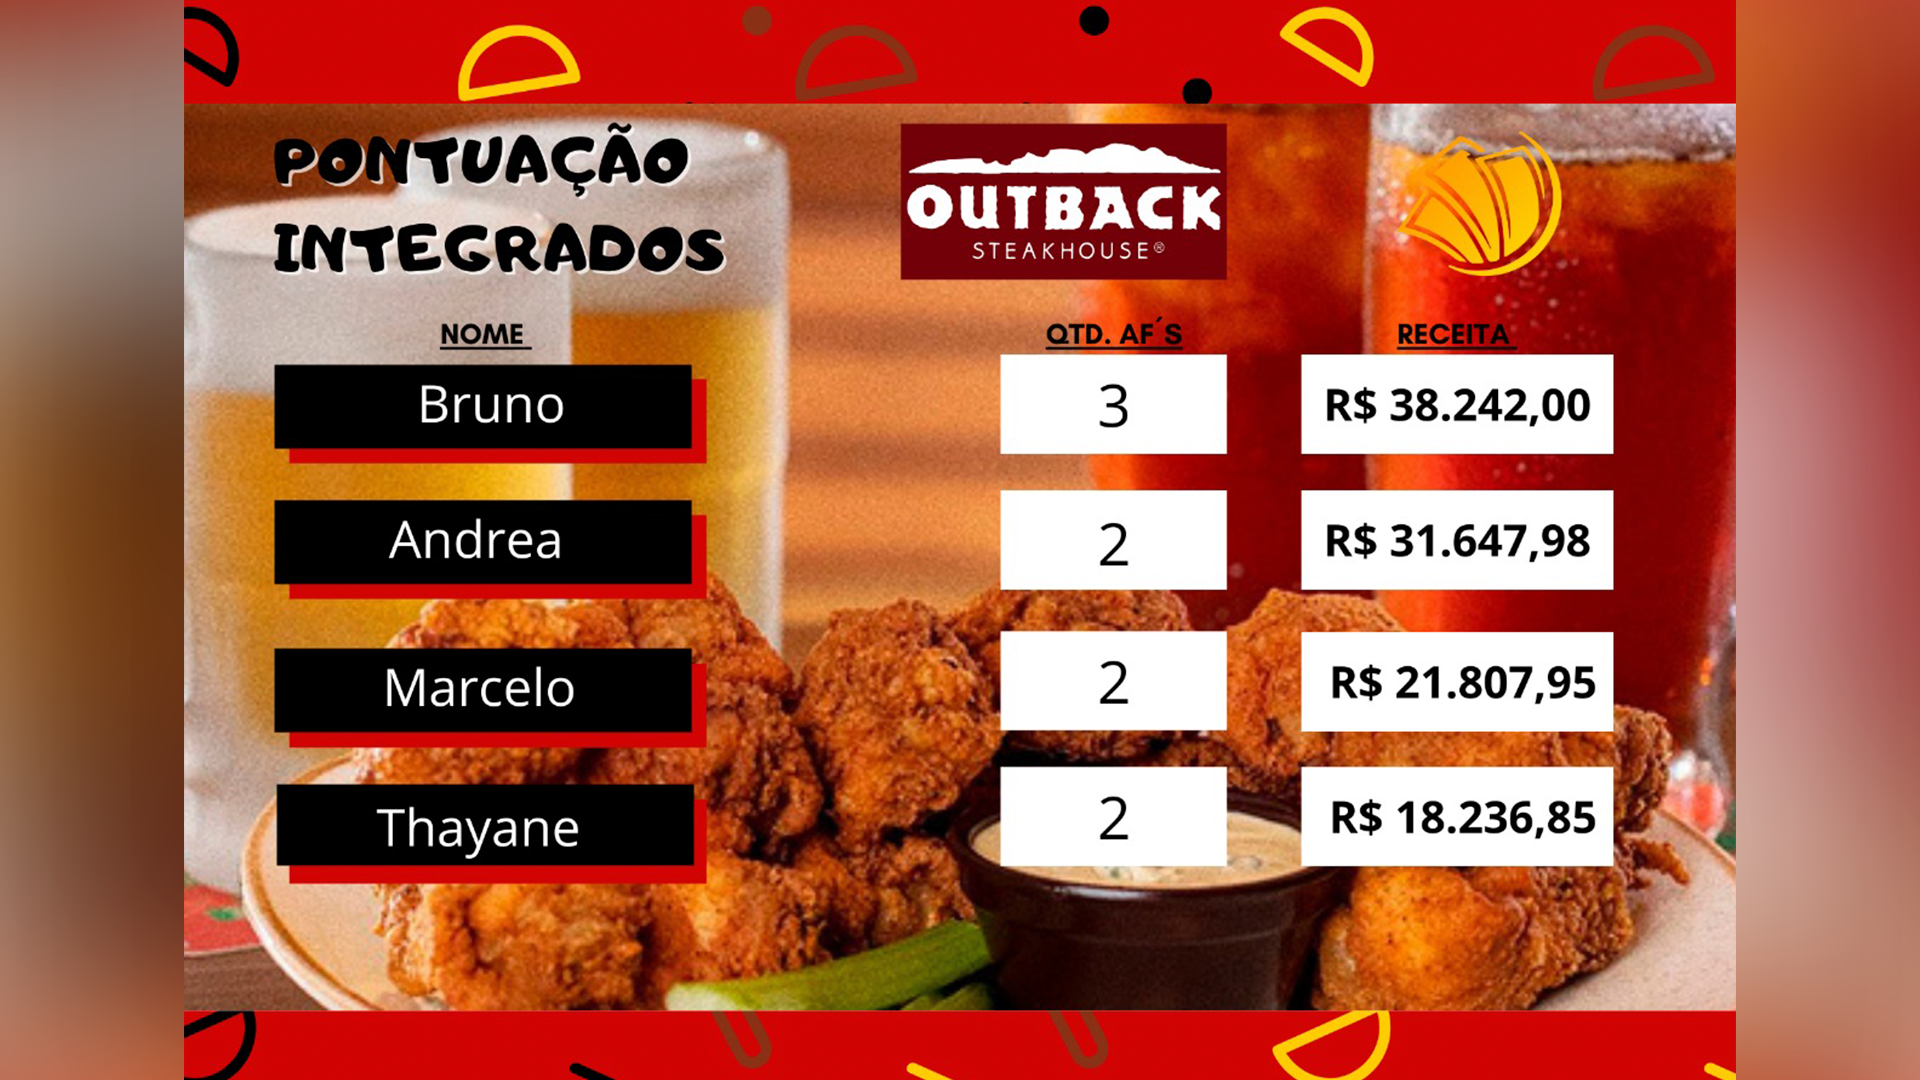 PONTUAÇÃO
INTEGRADOS
OUTBACK
STEAKHOUSE®
NOME QTD. AF´S RECEITA
Bruno 3 R$ 38.242,00
Andrea 2 R$ 31.647,98
Marcelo 2 R$ 21.807,95
Thayane 2 R$ 18.236,85